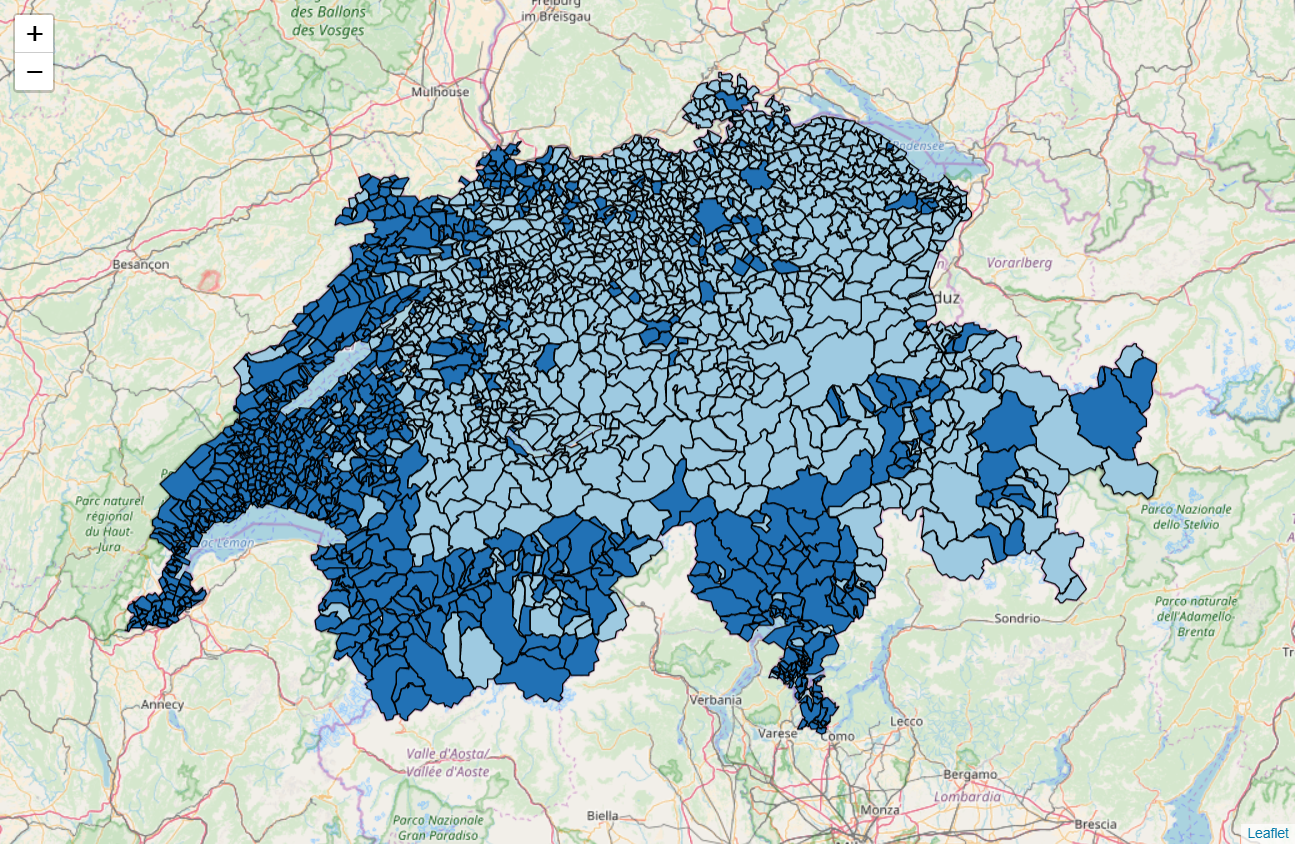 +
−
des Ballons
des Vosges
Freiburg
im Breisgau
Mulhouse
Bodensee
Besançon
Vorarlberg
duz
Parc naturel
régional
du Haut-
Jura
Lac Léman
Parco Nazionale
dello Stelvio
Sondrio
Parco naturale
dell'Adamello-
Brenta
Tr
Annecy
Verbania
Varese
Como
Lecco
Valle d'Aosta/
Vallée d'Aoste
Bergamo
Lombardia
Biella
Monza
Brescia
Parco Nazionale
Gran Paradiso
Leaflet